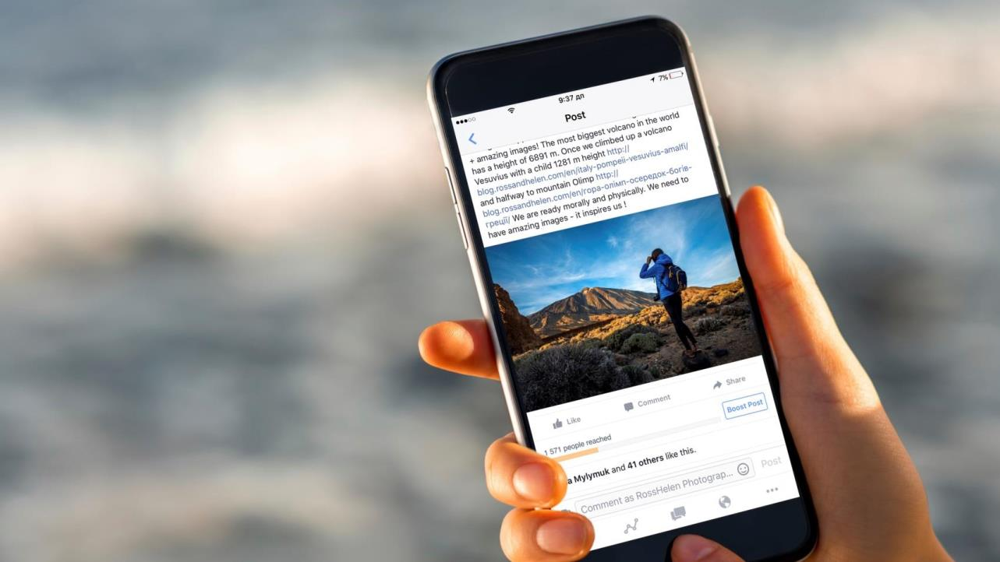 9:37 дп
7%
Post
+ amazing images! The most biggest volcano in the world
has a height of 6891 m. Once we climbed up a volcano
Vesuvius with a child 1281 m height http://
blog.rossandhelen.com/en/italy-pompeii-vesuvius-amalfi/
and halfway to mountain Olimp http://
blog.rossandhelen.com/en/гора-олімп-осередок-богів-
греції/ We are ready morally and physically. We need to
have amazing images - it inspires us !
Like
Comment
Share
1 571 people reached
Boost Post
a Mylymuk and 41 others like this.
Comment as RossHelen Photograp...
Post